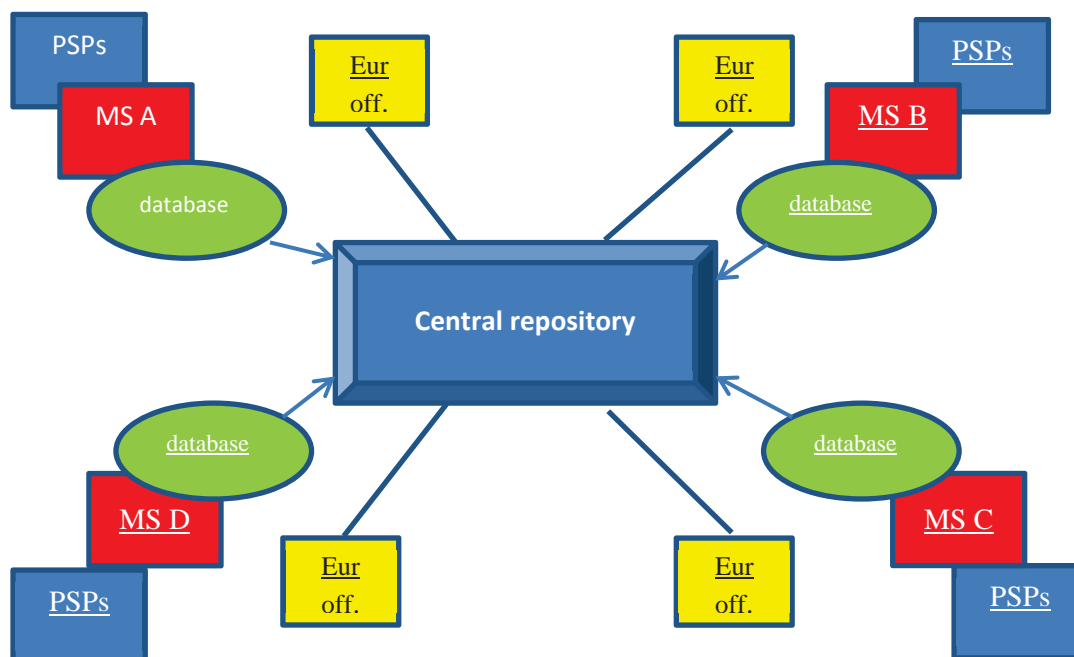 PSPs
MS A
database
Eur
off.
Eur
off.
PSPs
MS B
database
Central repository
database
MS D
PSPs
Eur
off.
Eur
off.
database
MS C
PSPs